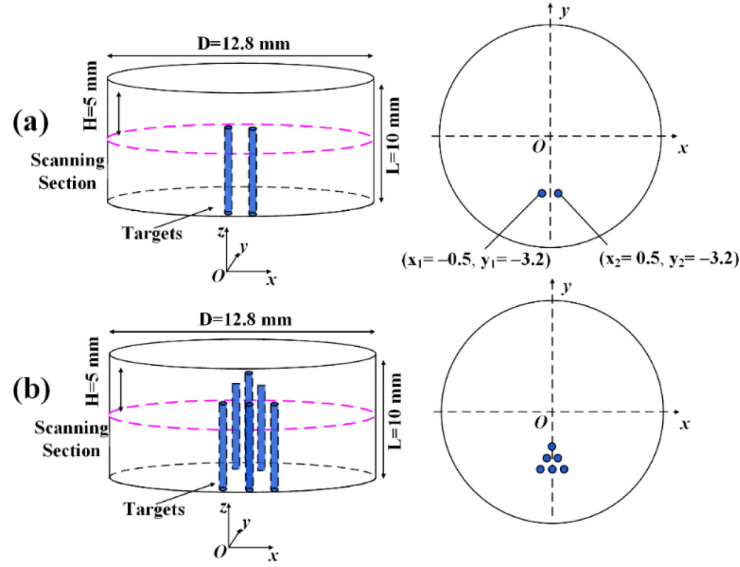 D=12.8 mm
y
H=5 mm
(a)
L=10 mm
O
x
Scanning
Section
Targets
z
y
O
x
(x₁= –0.5, y₁= –3.2)
(x₂= 0.5, y₂= –3.2)
D=12.8 mm
y
H=5 mm
(b)
L=10 mm
O
x
Scanning
Section
Targets
z
y
O
x